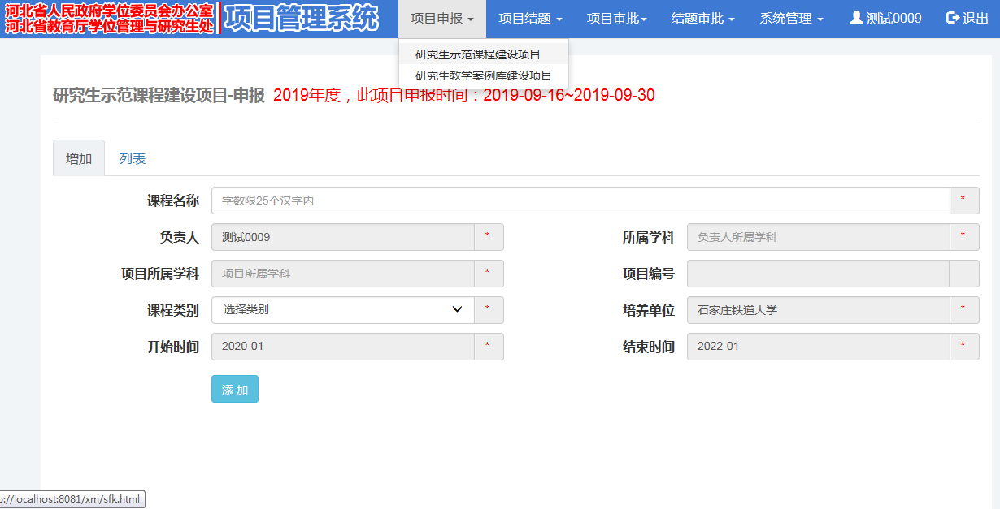 河北省人民政府学位委员会办公室
河北省教育厅学位管理与研究生处
项目管理系统
项目申报
项目结题
项目审批
结题审批
系统管理
测试0009
退出
研究生示范课程建设项目
研究生教学案例库建设项目
研究生示范课程建设项目-申报 2019年度，此项目申报时间：2019-09-16~2019-09-30
增加
列表
课程名称 字数限25个汉字内 *
负责人 测试0009 *
所属学科 负责人所属学科 *
项目所属学科 项目所属学科 *
项目编号
课程类别 选择类别 *
培养单位 石家庄铁道大学 *
开始时间 2020-01 *
结束时间 2022-01 *
添加
://localhost:8081/xm/sfk.html